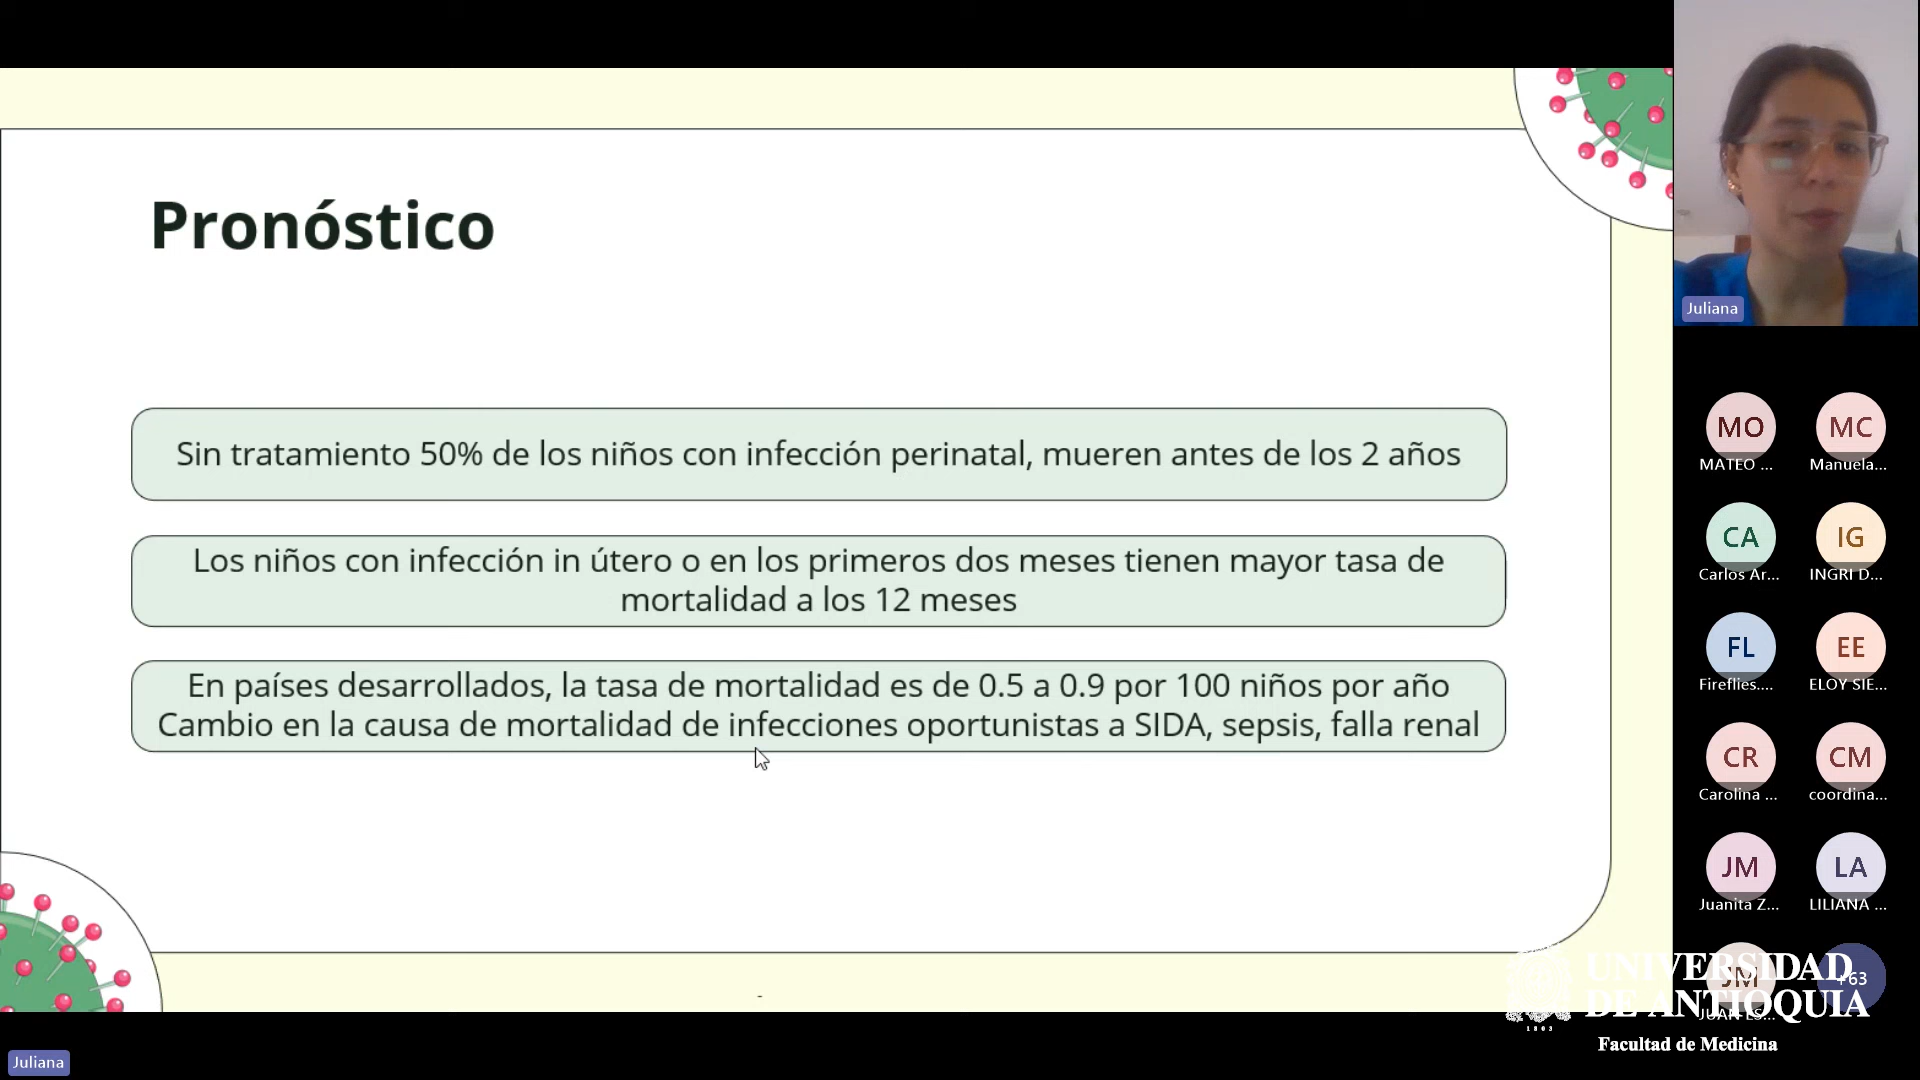 Pronóstico
Sin tratamiento 50% de los niños con infección perinatal, mueren antes de los 2 años
Los niños con infección in útero o en los primeros dos meses tienen mayor tasa de
mortalidad a los 12 meses
En países desarrollados, la tasa de mortalidad es de 0.5 a 0.9 por 100 niños por año
Cambio en la causa de mortalidad de infecciones oportunistas a SIDA, sepsis, falla renal
-
Juliana
Juliana
MO MC
MATEO ... Manuela...
CA IG
Carlos Ar... INGRI D...
FL EE
Fireflies.... ELOY SIE...
CR CM
Carolina ... coordina...
JM LA
Juanita Z... LILIANA ...
JM +63
JUAN ES...
UNIVERSIDAD
DE ANTIOQUIA
1803
Facultad de Medicina